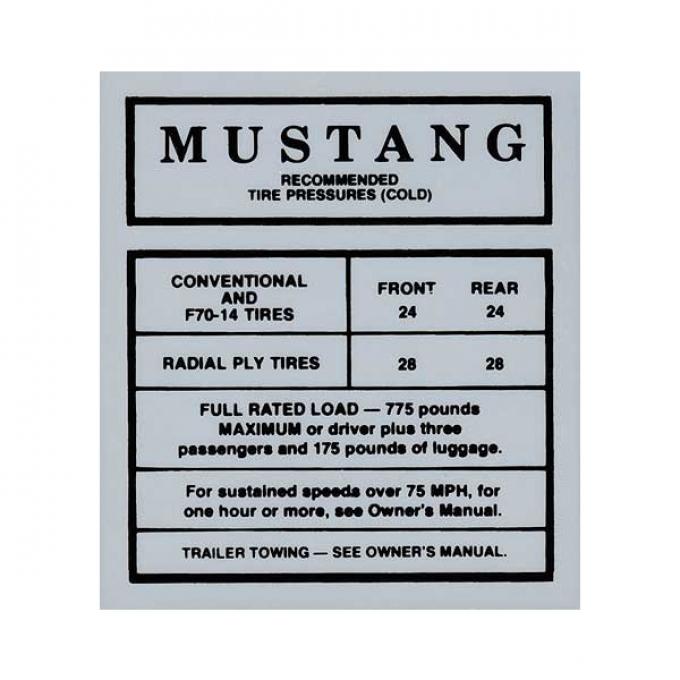 MUSTANG
RECOMMENDED
TIRE PRESSURES (COLD)
CONVENTIONAL
AND
F70-14 TIRES
FRONT REAR
24 24
RADIAL PLY TIRES 28 28
FULL RATED LOAD — 775 pounds
MAXIMUM or driver plus three
passengers and 175 pounds of luggage.
For sustained speeds over 75 MPH, for
one hour or more, see Owner's Manual.
TRAILER TOWING — SEE OWNER'S MANUAL.